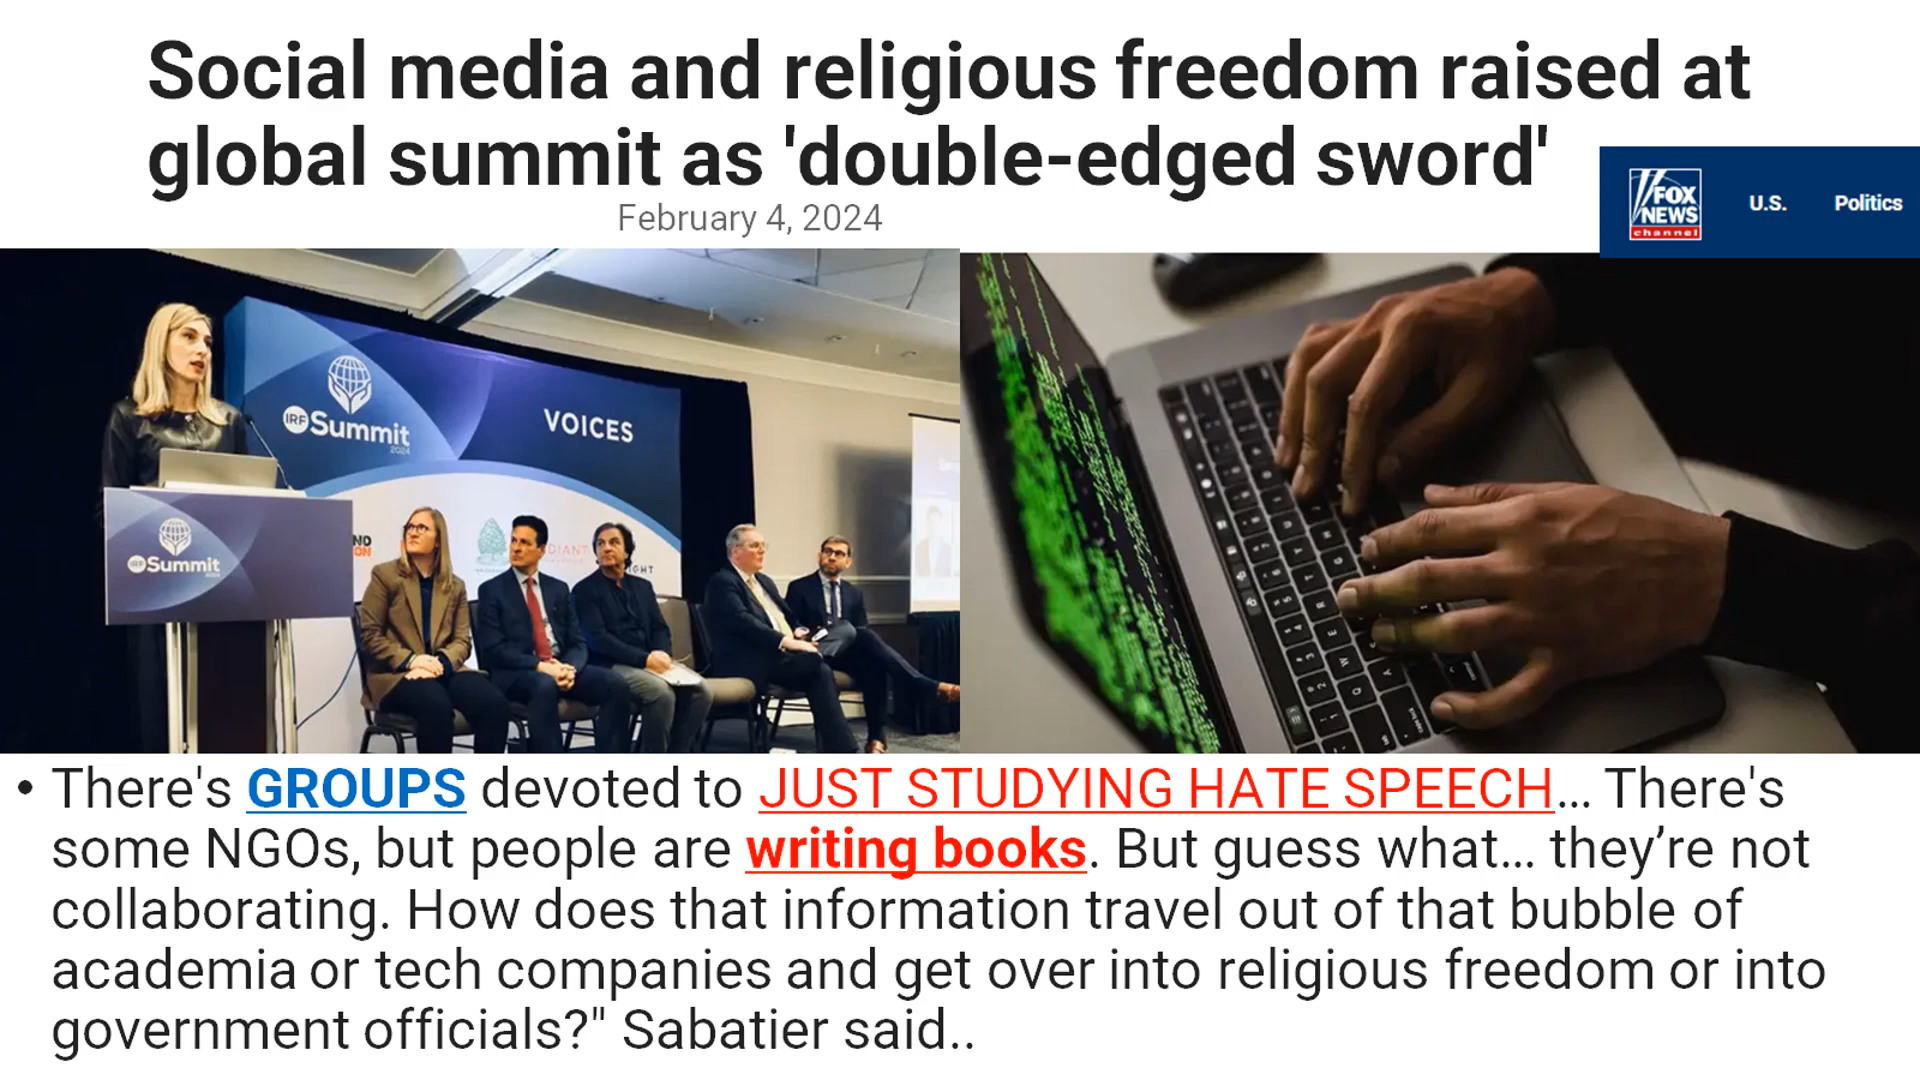 Social media and religious freedom raised at
global summit as 'double-edged sword'
February 4, 2024
FOX
NEWS
channel
U.S.
Politics
IRF Summit
2024
VOICES
IRF Summit
• There's GROUPS devoted to JUST STUDYING HATE SPEECH... There's
some NGOs, but people are writing books. But guess what... they’re not
collaborating. How does that information travel out of that bubble of
academia or tech companies and get over into religious freedom or into
government officials?" Sabatier said..